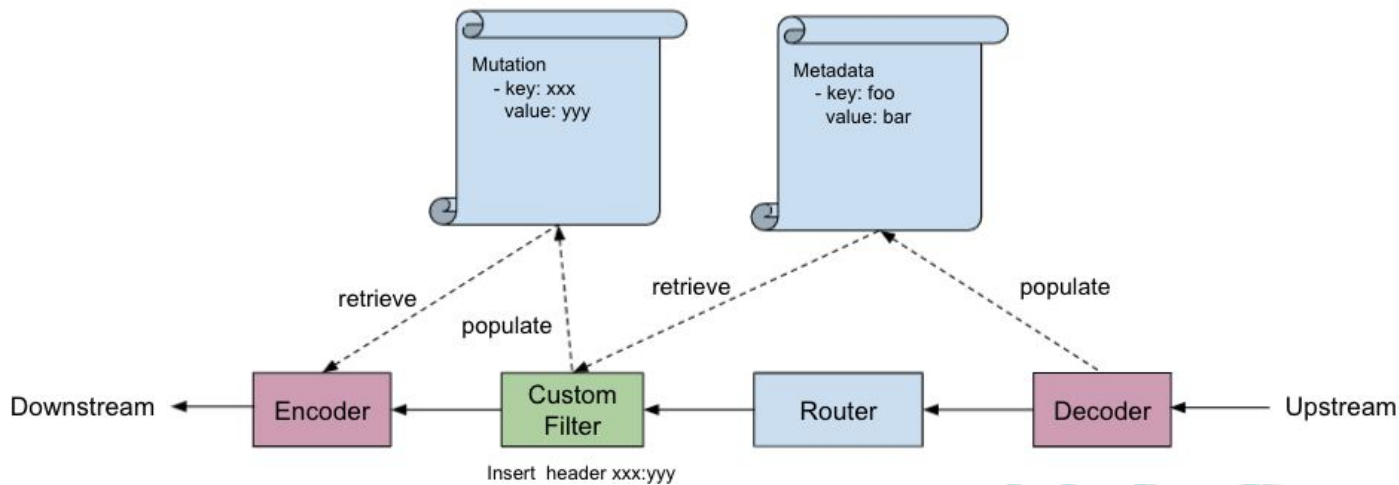 Mutation
- key: xxx
value: yyy
Metadata
- key: foo
value: bar
retrieve
populate
retrieve
populate
Downstream
Encoder
Custom
Filter
Router
Decoder
Upstream
Insert header xxx:yyy